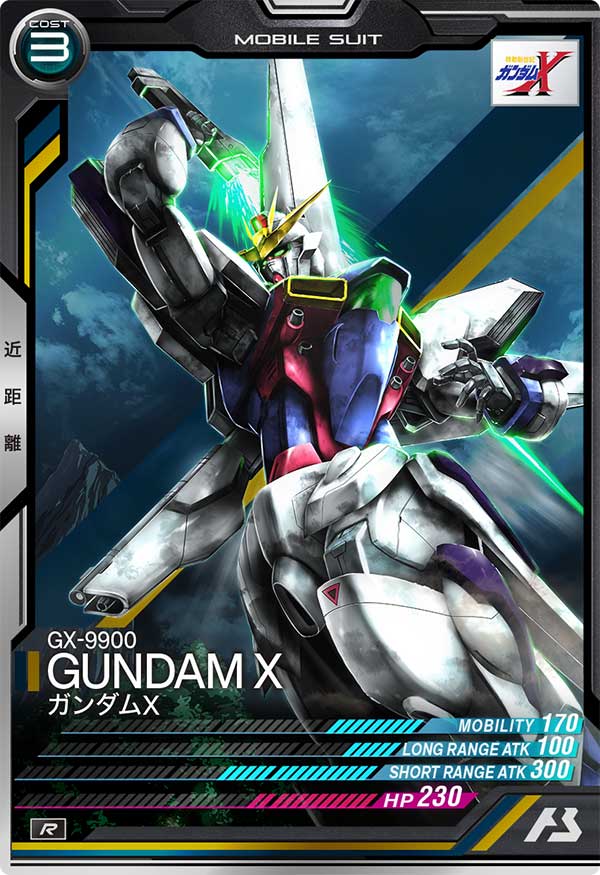 COST
3
MOBILE SUIT
機動新世紀
ガンダムX
近距離
GX-9900
GUNDAM X
ガンダムX
MOBILITY 170
LONG RANGE ATK 100
SHORT RANGE ATK 300
HP 230
R